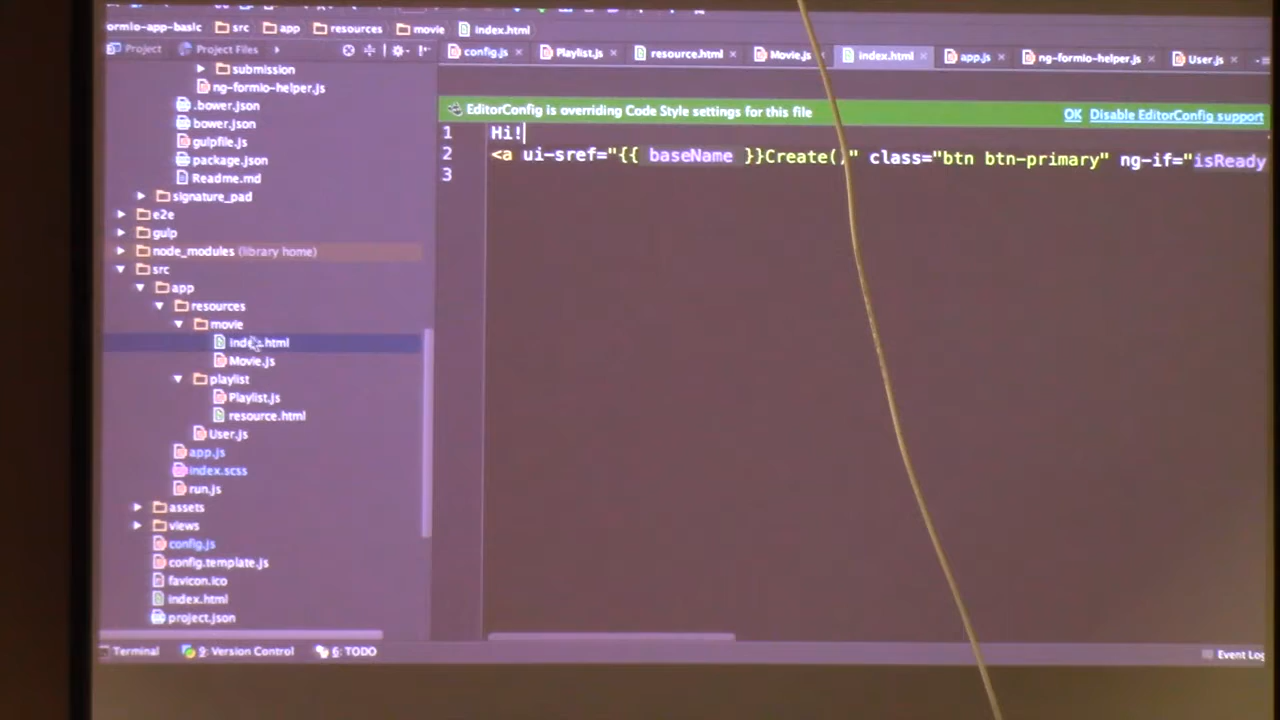 ormio-app-basic src app resources movie index.html
Project Project Files
config.js Playlist.js resource.html Movie.js index.html app.js ng-formio-helper.js User.js
submission
ng-formio-helper.js
.bower.json
bower.json
gulpfile.js
package.json
Readme.md
signature_pad
e2e
gulp
node_modules (library home)
src
app
resources
movie
index.html
Movie.js
playlist
Playlist.js
resource.html
User.js
app.js
index.scss
run.js
assets
views
config.js
config.template.js
favicon.ico
index.html
project.json
EditorConfig is overriding Code Style settings for this file OK Disable EditorConfig support
1 Hi!
2 <a ui-sref="{{ baseName }}Create()" class="btn btn-primary" ng-if="isReady
3
Terminal 9: Version Control 6: TODO Event Log